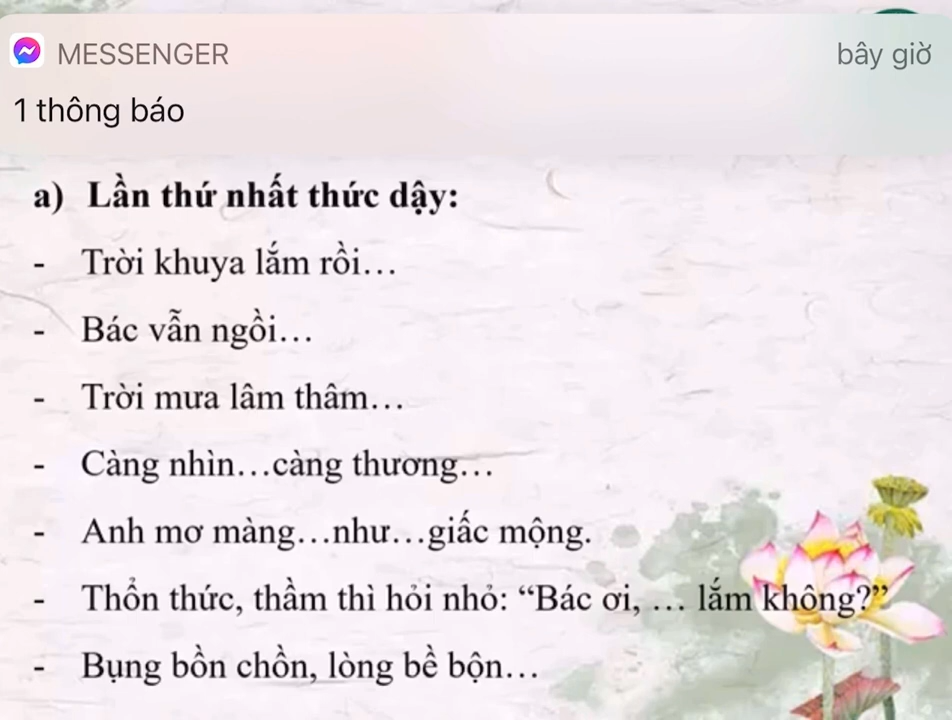 MESSENGER bây giờ
1 thông báo
a) Lần thứ nhất thức dậy:
- Trời khuya lắm rồi…
- Bác vẫn ngồi…
- Trời mưa lâm thâm…
- Càng nhìn…càng thương…
- Anh mơ màng…như…giấc mộng.
- Thổn thức, thầm thì hỏi nhỏ: “Bác ơi, … lắm không?”
- Bụng bồn chồn, lòng bề bộn…